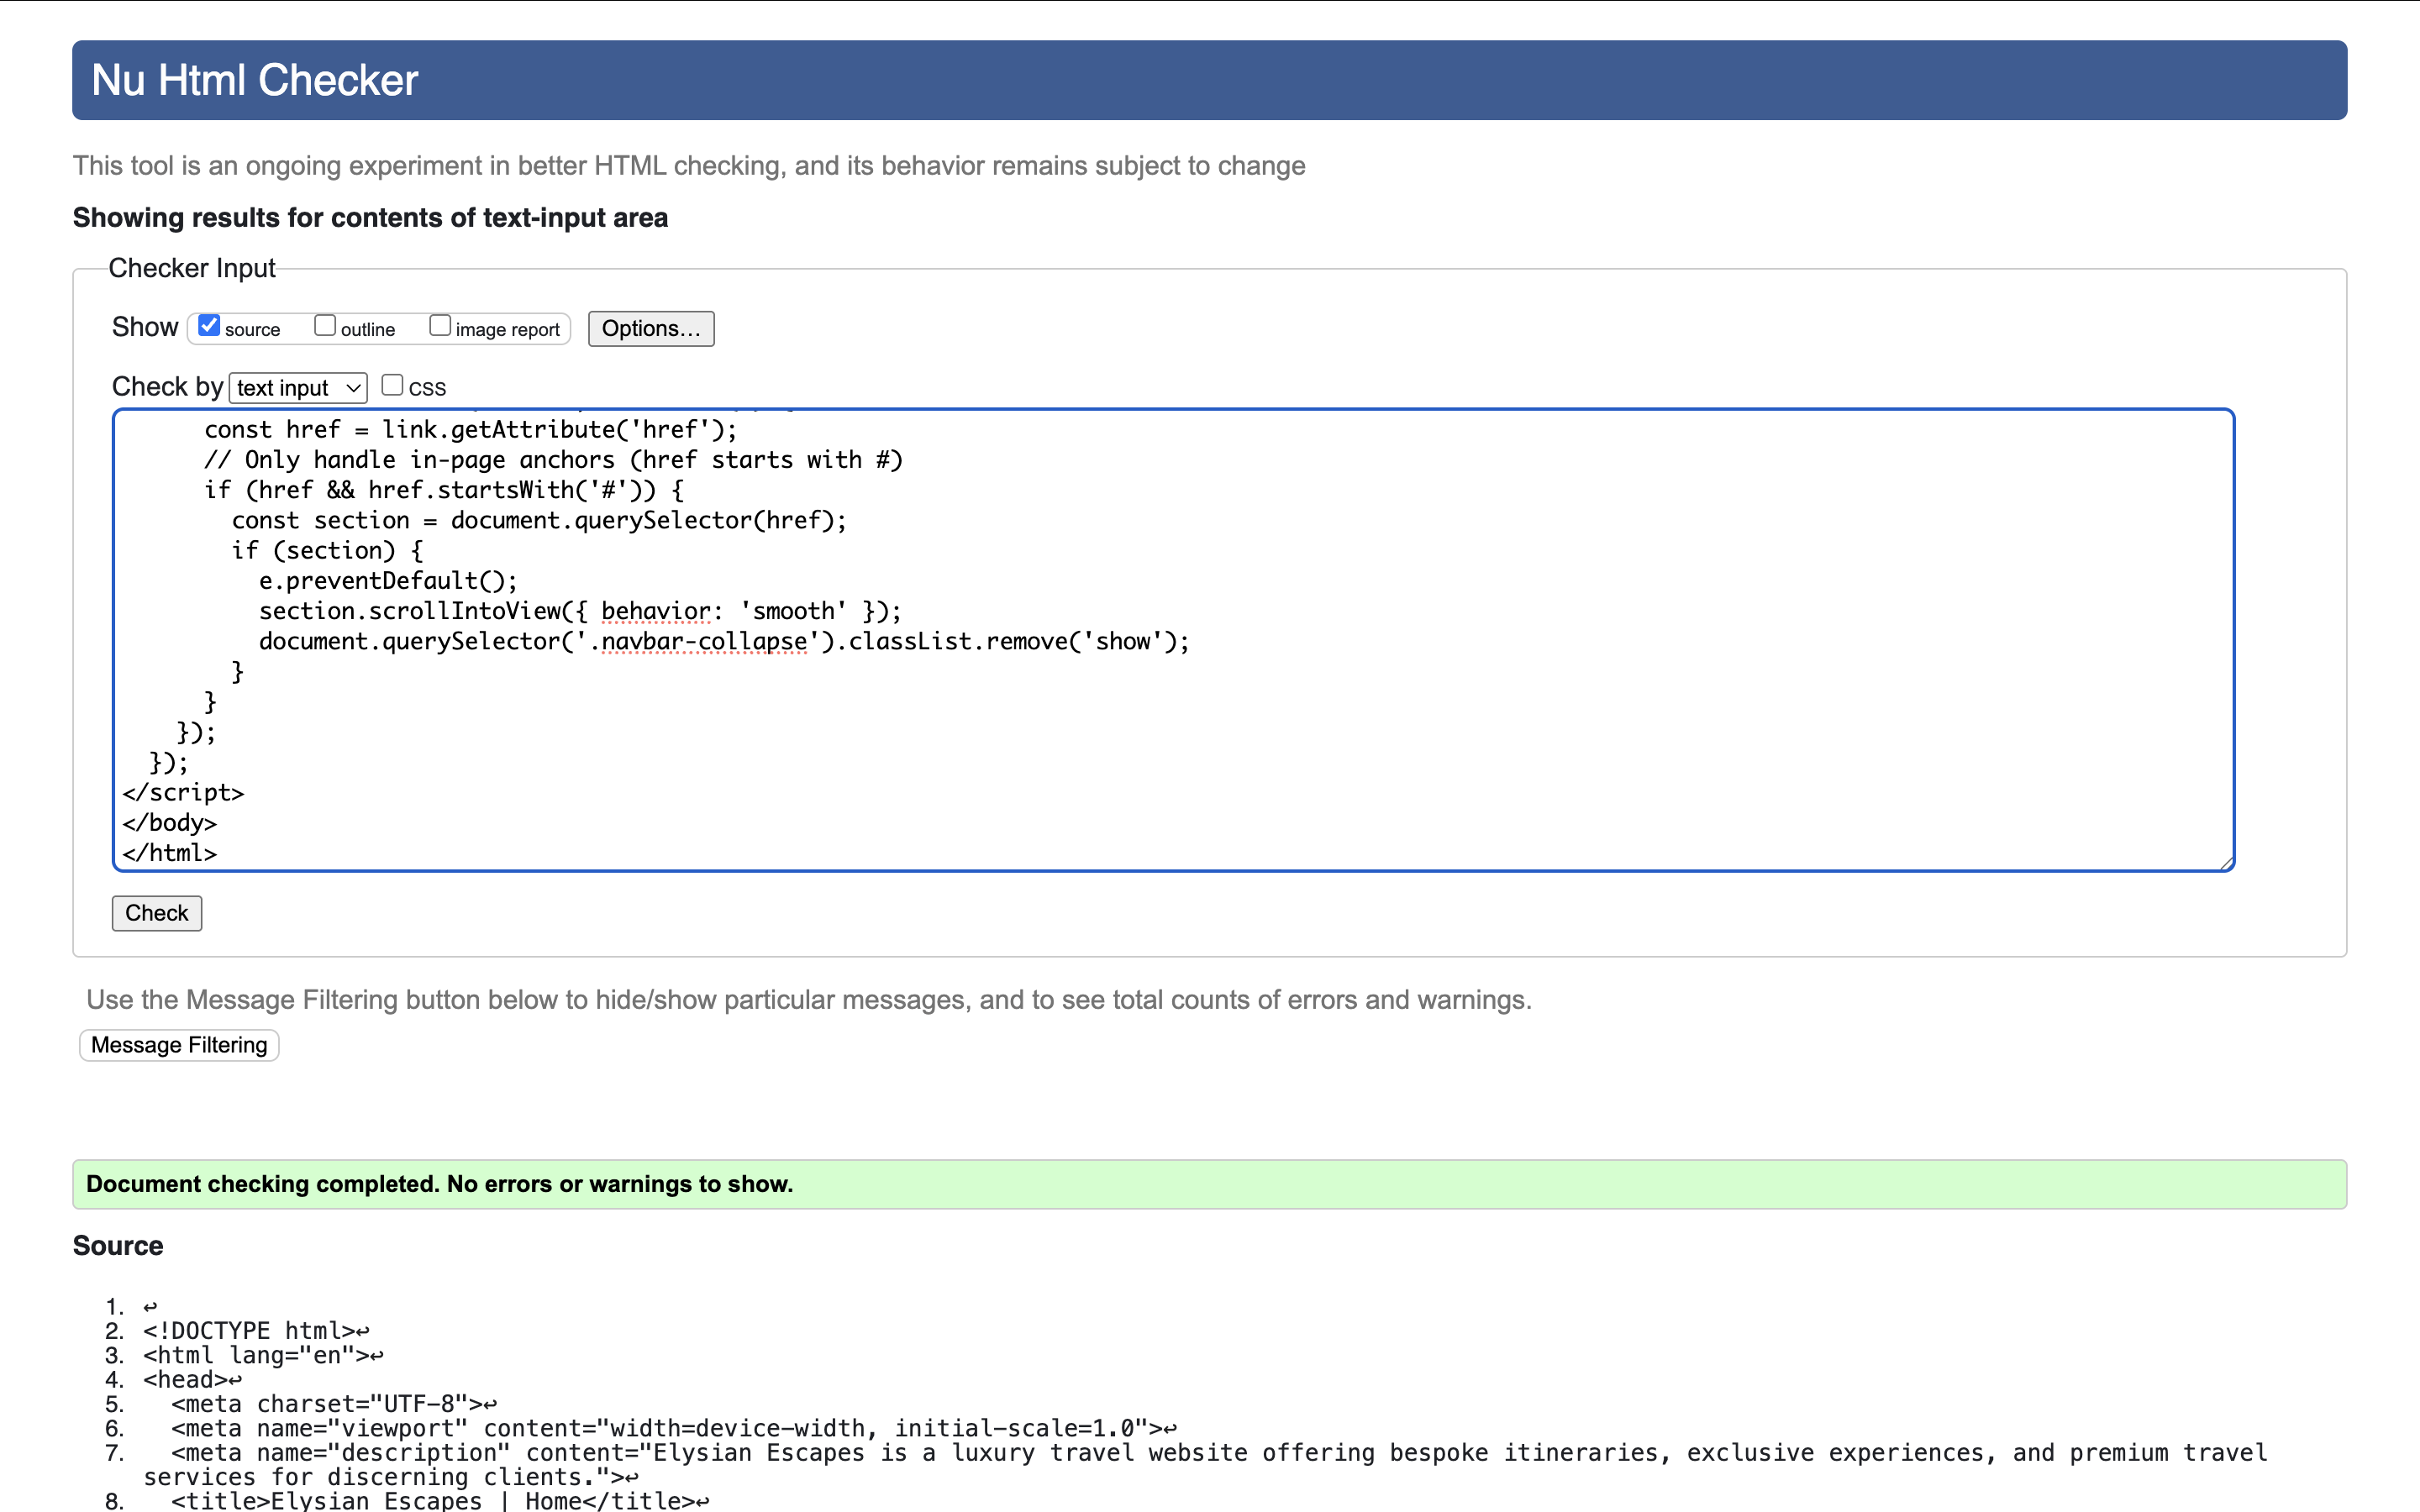 Nu Html Checker
This tool is an ongoing experiment in better HTML checking, and its behavior remains subject to change
Showing results for contents of text-input area
Checker Input
Show source outline image report Options...
Check by text input css
const href = link.getAttribute('href');
// Only handle in-page anchors (href starts with #)
if (href && href.startsWith('#')) {
const section = document.querySelector(href);
if (section) {
e.preventDefault();
section.scrollIntoView({ behavior: 'smooth' });
document.querySelector('.navbar-collapse').classList.remove('show');
}
}
});
});
</script>
</body>
</html>
Check
Use the Message Filtering button below to hide/show particular messages, and to see total counts of errors and warnings.
Message Filtering
Document checking completed. No errors or warnings to show.
Source
1. ↩
2. <!DOCTYPE html>↩
3. <html lang="en">↩
4. <head>↩
5. <meta charset="UTF-8">↩
6. <meta name="viewport" content="width=device-width, initial-scale=1.0">↩
7. <meta name="description" content="Elysian Escapes is a luxury travel website offering bespoke itineraries, exclusive experiences, and premium travel
services for discerning clients.">↩
8. <title>Elysian Escapes | Home</title>↩